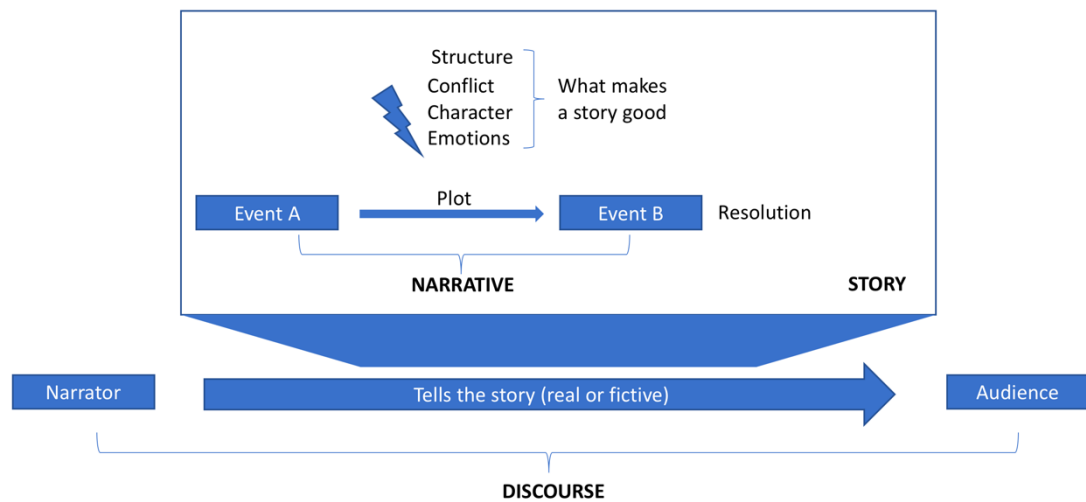 Structure
Conflict
Character
Emotions
What makes
a story good
Plot
Event A
Event B
Resolution
NARRATIVE
STORY
Narrator
Tells the story (real or fictive)
Audience
DISCOURSE